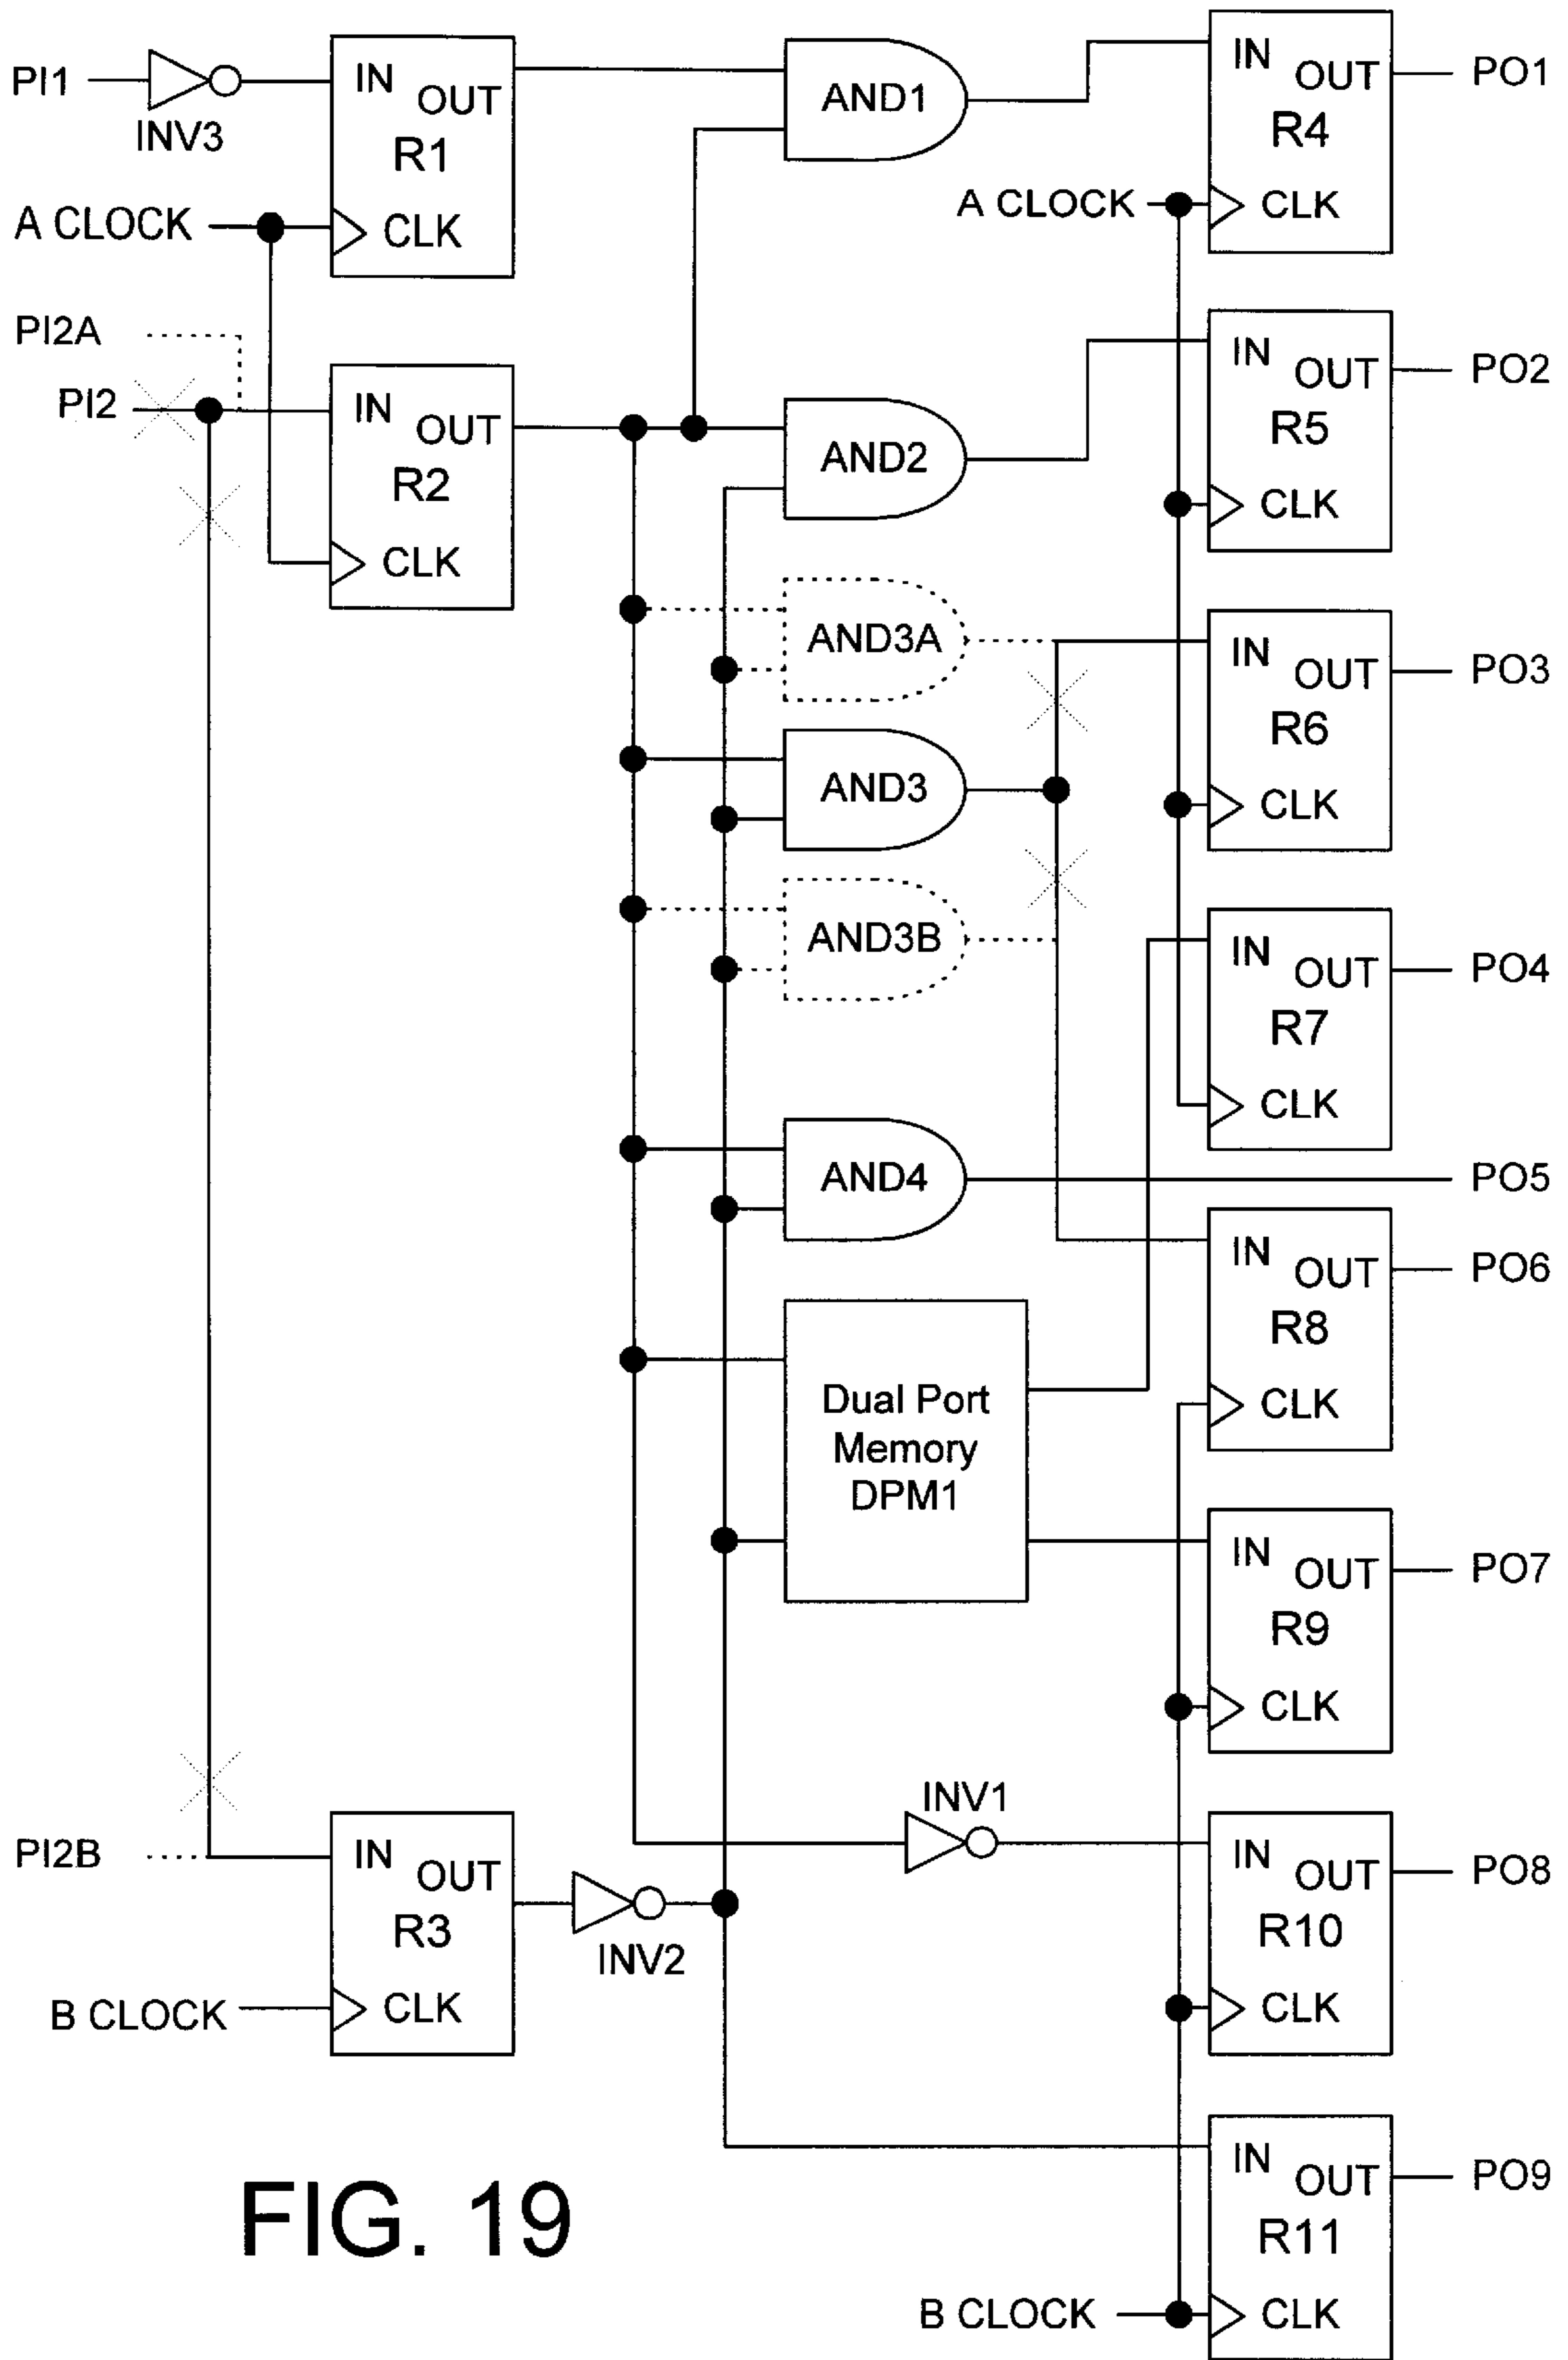 PI1
INV3
IN
OUT
R1
CLK
A CLOCK
AND1
IN
OUT
R4
CLK
PO1
A CLOCK
PI2A
PI2
IN
OUT
R2
CLK
AND2
IN
OUT
R5
CLK
PO2
AND3A
IN
OUT
R6
CLK
PO3
AND3
AND3B
IN
OUT
R7
CLK
PO4
AND4
PO5
IN
OUT
R8
CLK
PO6
Dual Port
Memory
DPM1
IN
OUT
R9
CLK
PO7
INV1
PI2B
IN
OUT
R3
CLK
B CLOCK
INV2
IN
OUT
R10
CLK
PO8
IN
OUT
R11
CLK
PO9
B CLOCK
FIG. 19